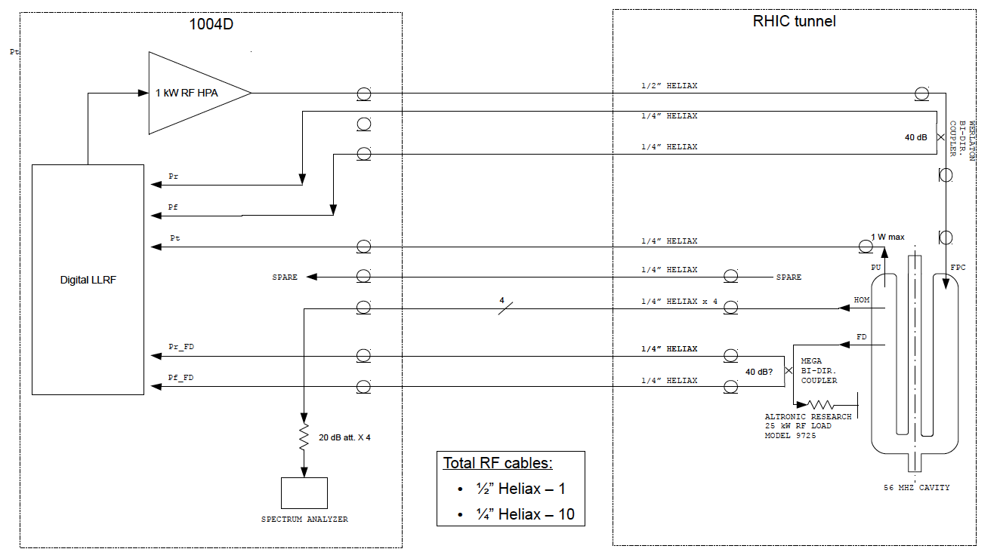 1004D
RHIC tunnel
Pt
1 kW RF HPA
1/2” HELIAX
1/4” HELIAX
40 dB
WERLATON
BI-DIR.
COUPLER
1/4” HELIAX
Pr
Pf
Pt
1/4” HELIAX
1 W max
PU
FPC
Digital LLRF
SPARE
1/4” HELIAX
SPARE
4
1/4” HELIAX x 4
HOM
FD
Pr_FD
1/4” HELIAX
40 dB?
MEGA
BI-DIR.
COUPLER
Pf_FD
1/4” HELIAX
ALTRONIC RESEARCH
25 kW RF LOAD
MODEL 9725
20 dB att. X 4
SPECTRUM ANALYZER
Total RF cables:
• ½” Heliax – 1
• ¼” Heliax – 10
56 MHZ CAVITY